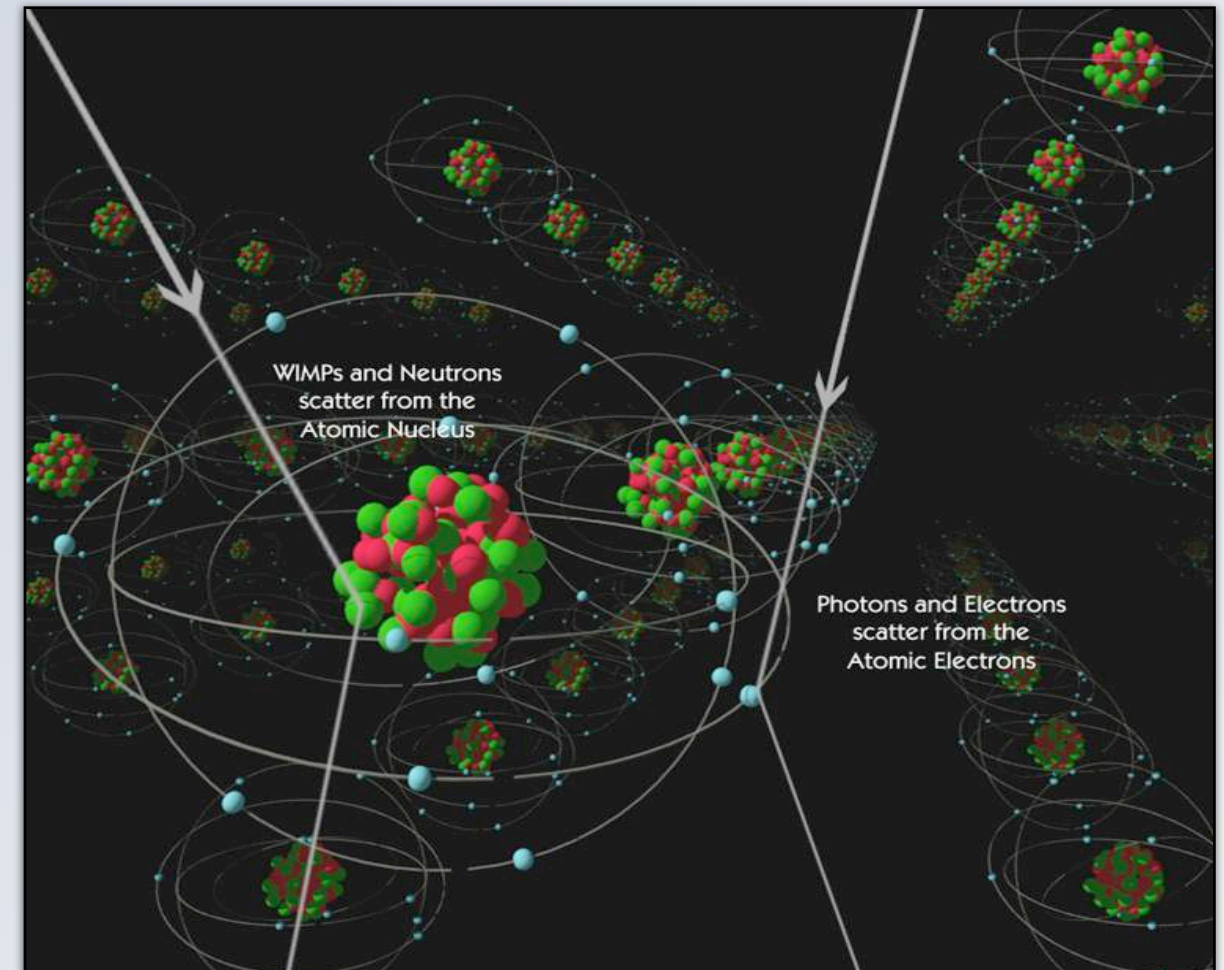 WIMPs and Neutrons
scatter from the
Atomic Nucleus
Photons and Electrons
scatter from the
Atomic Electrons